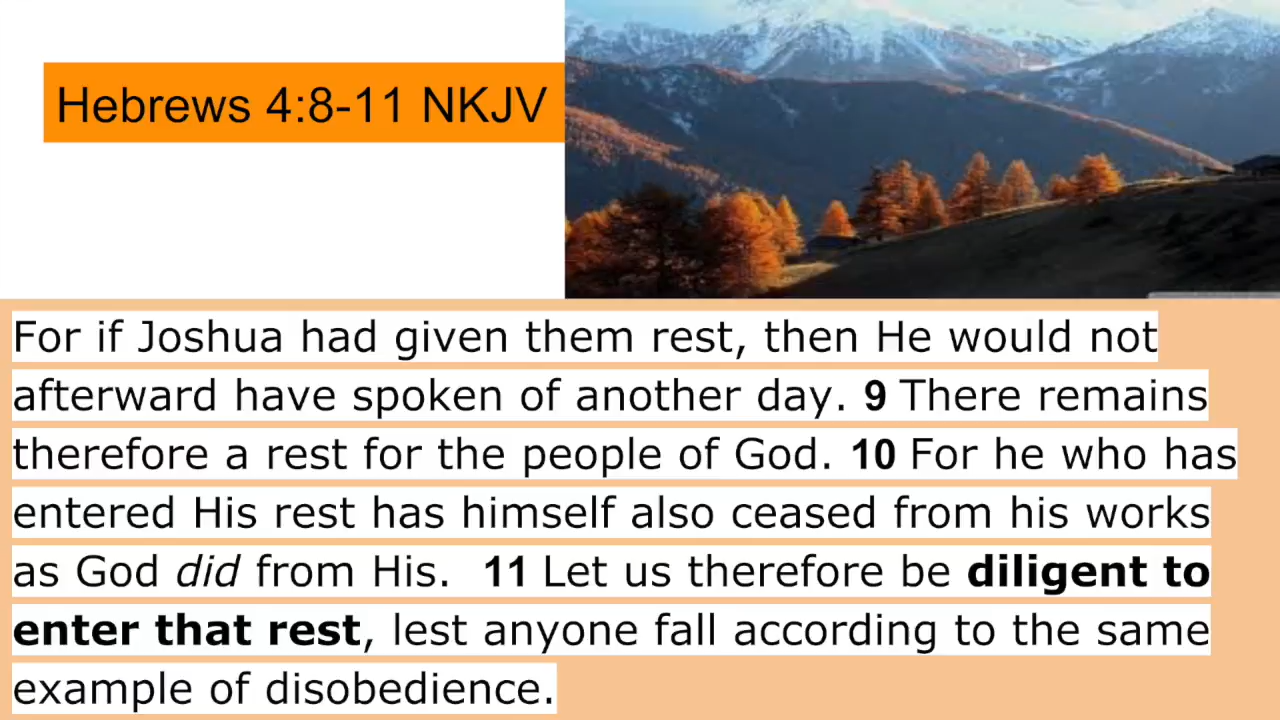 Hebrews 4:8-11 NKJV
For if Joshua had given them rest, then He would not
afterward have spoken of another day. 9 There remains
therefore a rest for the people of God. 10 For he who has
entered His rest has himself also ceased from his works
as God did from His.  11 Let us therefore be diligent to
enter that rest, lest anyone fall according to the same
example of disobedience.